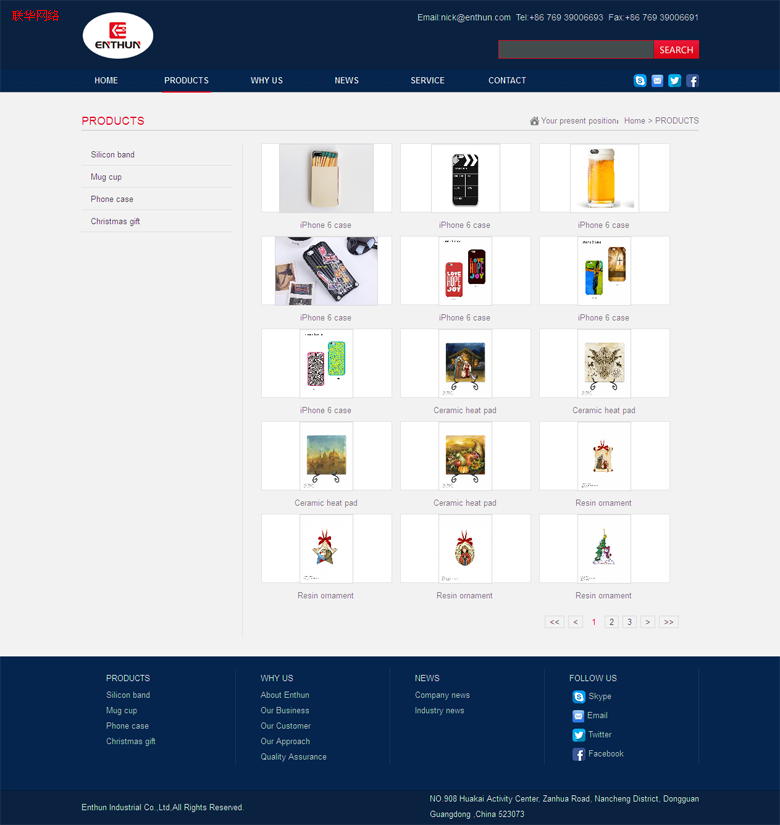 联华网络
Email:nick@enthun.com Tel:+86 769 39006693 Fax:+86 769 39006691
ENTHUN
SEARCH
HOME PRODUCTS WHY US NEWS SERVICE CONTACT
PRODUCTS
Your present position: Home > PRODUCTS
Silicon band
Mug cup
Phone case
Christmas gift
iPhone 6 case iPhone 6 case iPhone 6 case
LOVE HOPE JOY LOVE HOPE JOY
iPhone 6 case iPhone 6 case iPhone 6 case
iPhone 6 case Ceramic heat pad Ceramic heat pad
Ceramic heat pad Ceramic heat pad Resin ornament
Resin ornament Resin ornament Resin ornament
<< < 1 2 3 > >>
PRODUCTS
Silicon band
Mug cup
Phone case
Christmas gift
WHY US
About Enthun
Our Business
Our Customer
Our Approach
Quality Assurance
NEWS
Company news
Industry news
FOLLOW US
Skype
Email
Twitter
Facebook
Enthun Industrial Co.,Ltd,All Rights Reserved.
NO.908 Huakai Activity Center, Zanhua Road, Nancheng District, Dongguan
Guangdong ,China 523073